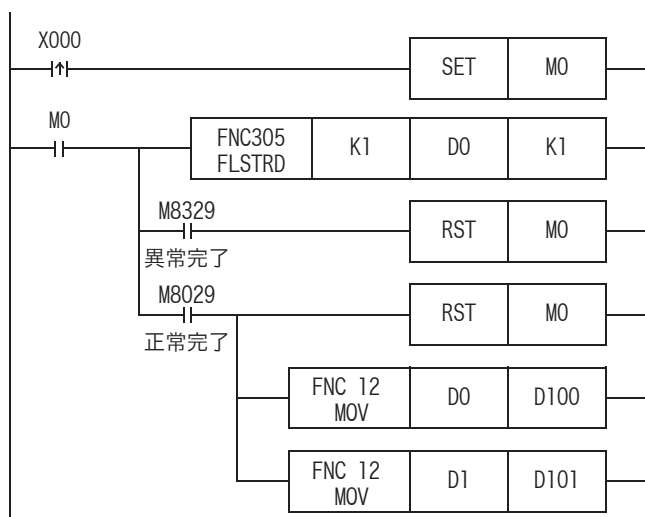 X000
SET M0
M0
FNC305 FLSTRD K1 D0 K1
M8329
異常完了
RST M0
M8029
正常完了
RST M0
FNC 12 MOV D0 D100
FNC 12 MOV D1 D101